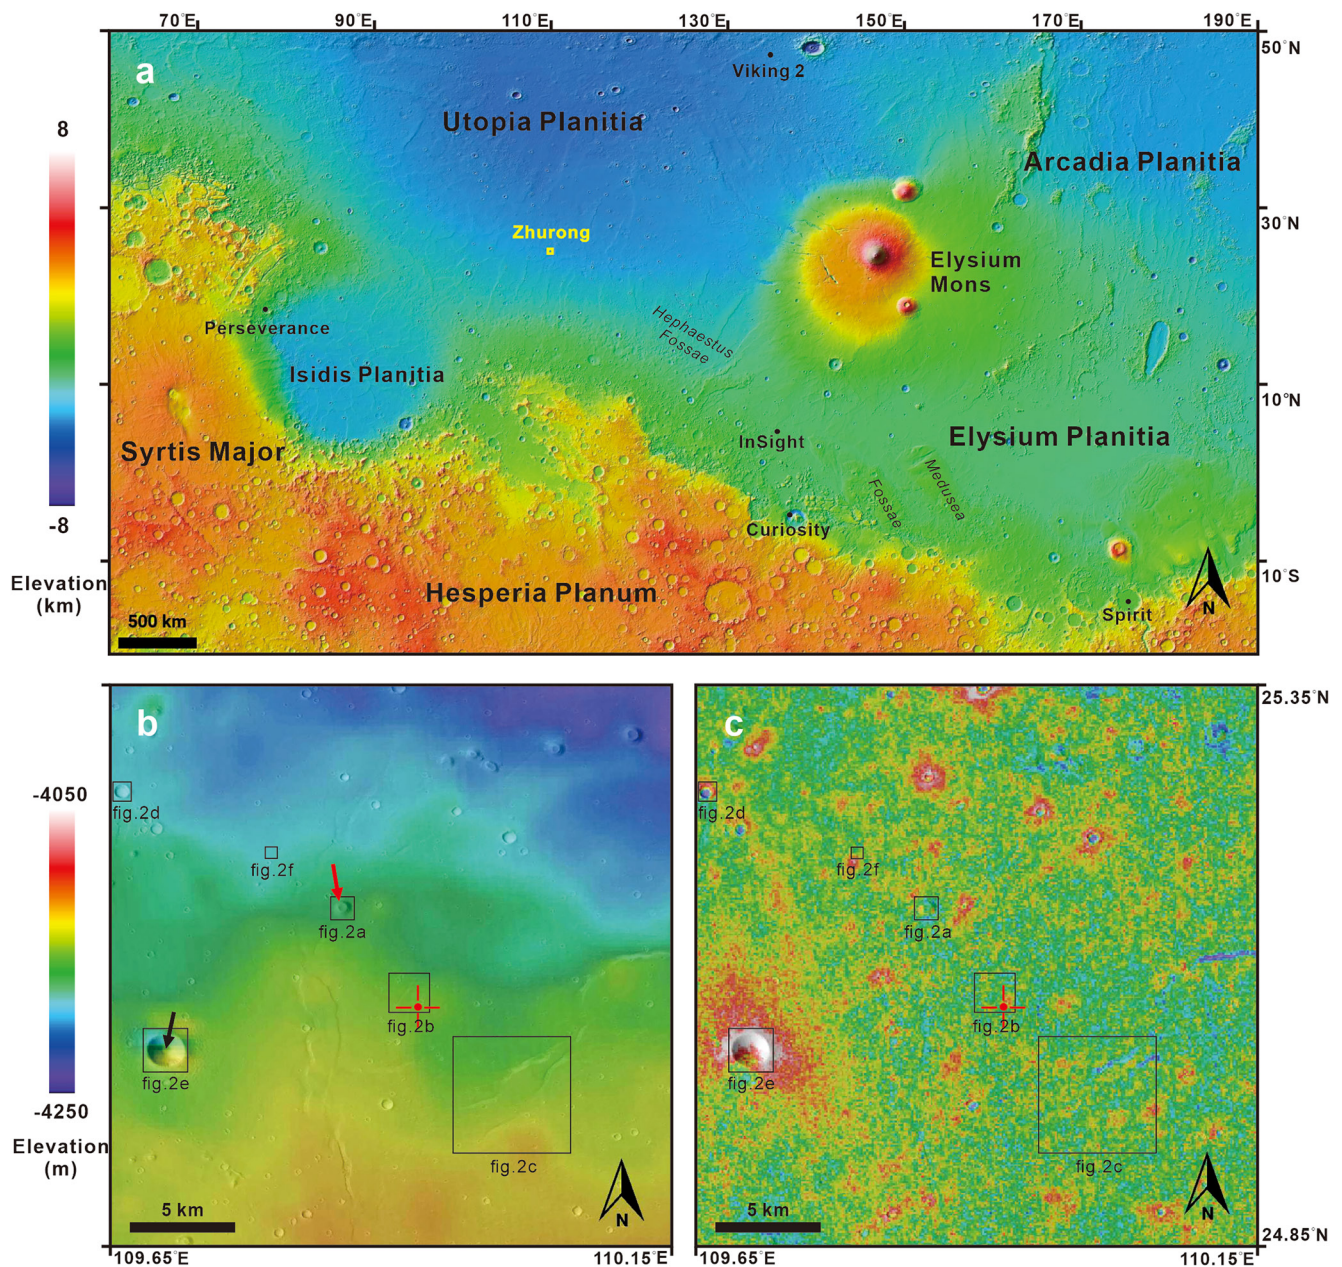 70°E 90°E 110°E 130°E 150°E 170°E 190°E
a
50°N
Viking 2
Utopia Planitia
8
Arcadia Planitia
30°N
Zhurong
Elysium
Mons
Hephaestus
Fossae
Perseverance
Isidis Planitia
10°N
InSight
Elysium Planitia
Syrtis Major
Medusea
Fossae
-8
Curiosity
10°S
Elevation
(km)
Hesperia Planum
500 km
Spirit
N
b
c
25.35°N
-4050
fig.2d
fig.2d
fig.2f
fig.2f
fig.2a
fig.2a
fig.2b
fig.2b
fig.2e
fig.2e
-4250
Elevation
(m)
fig.2c
fig.2c
5 km
N
5 km
N
24.85°N
109.65°E 110.15°E
109.65°E 110.15°E